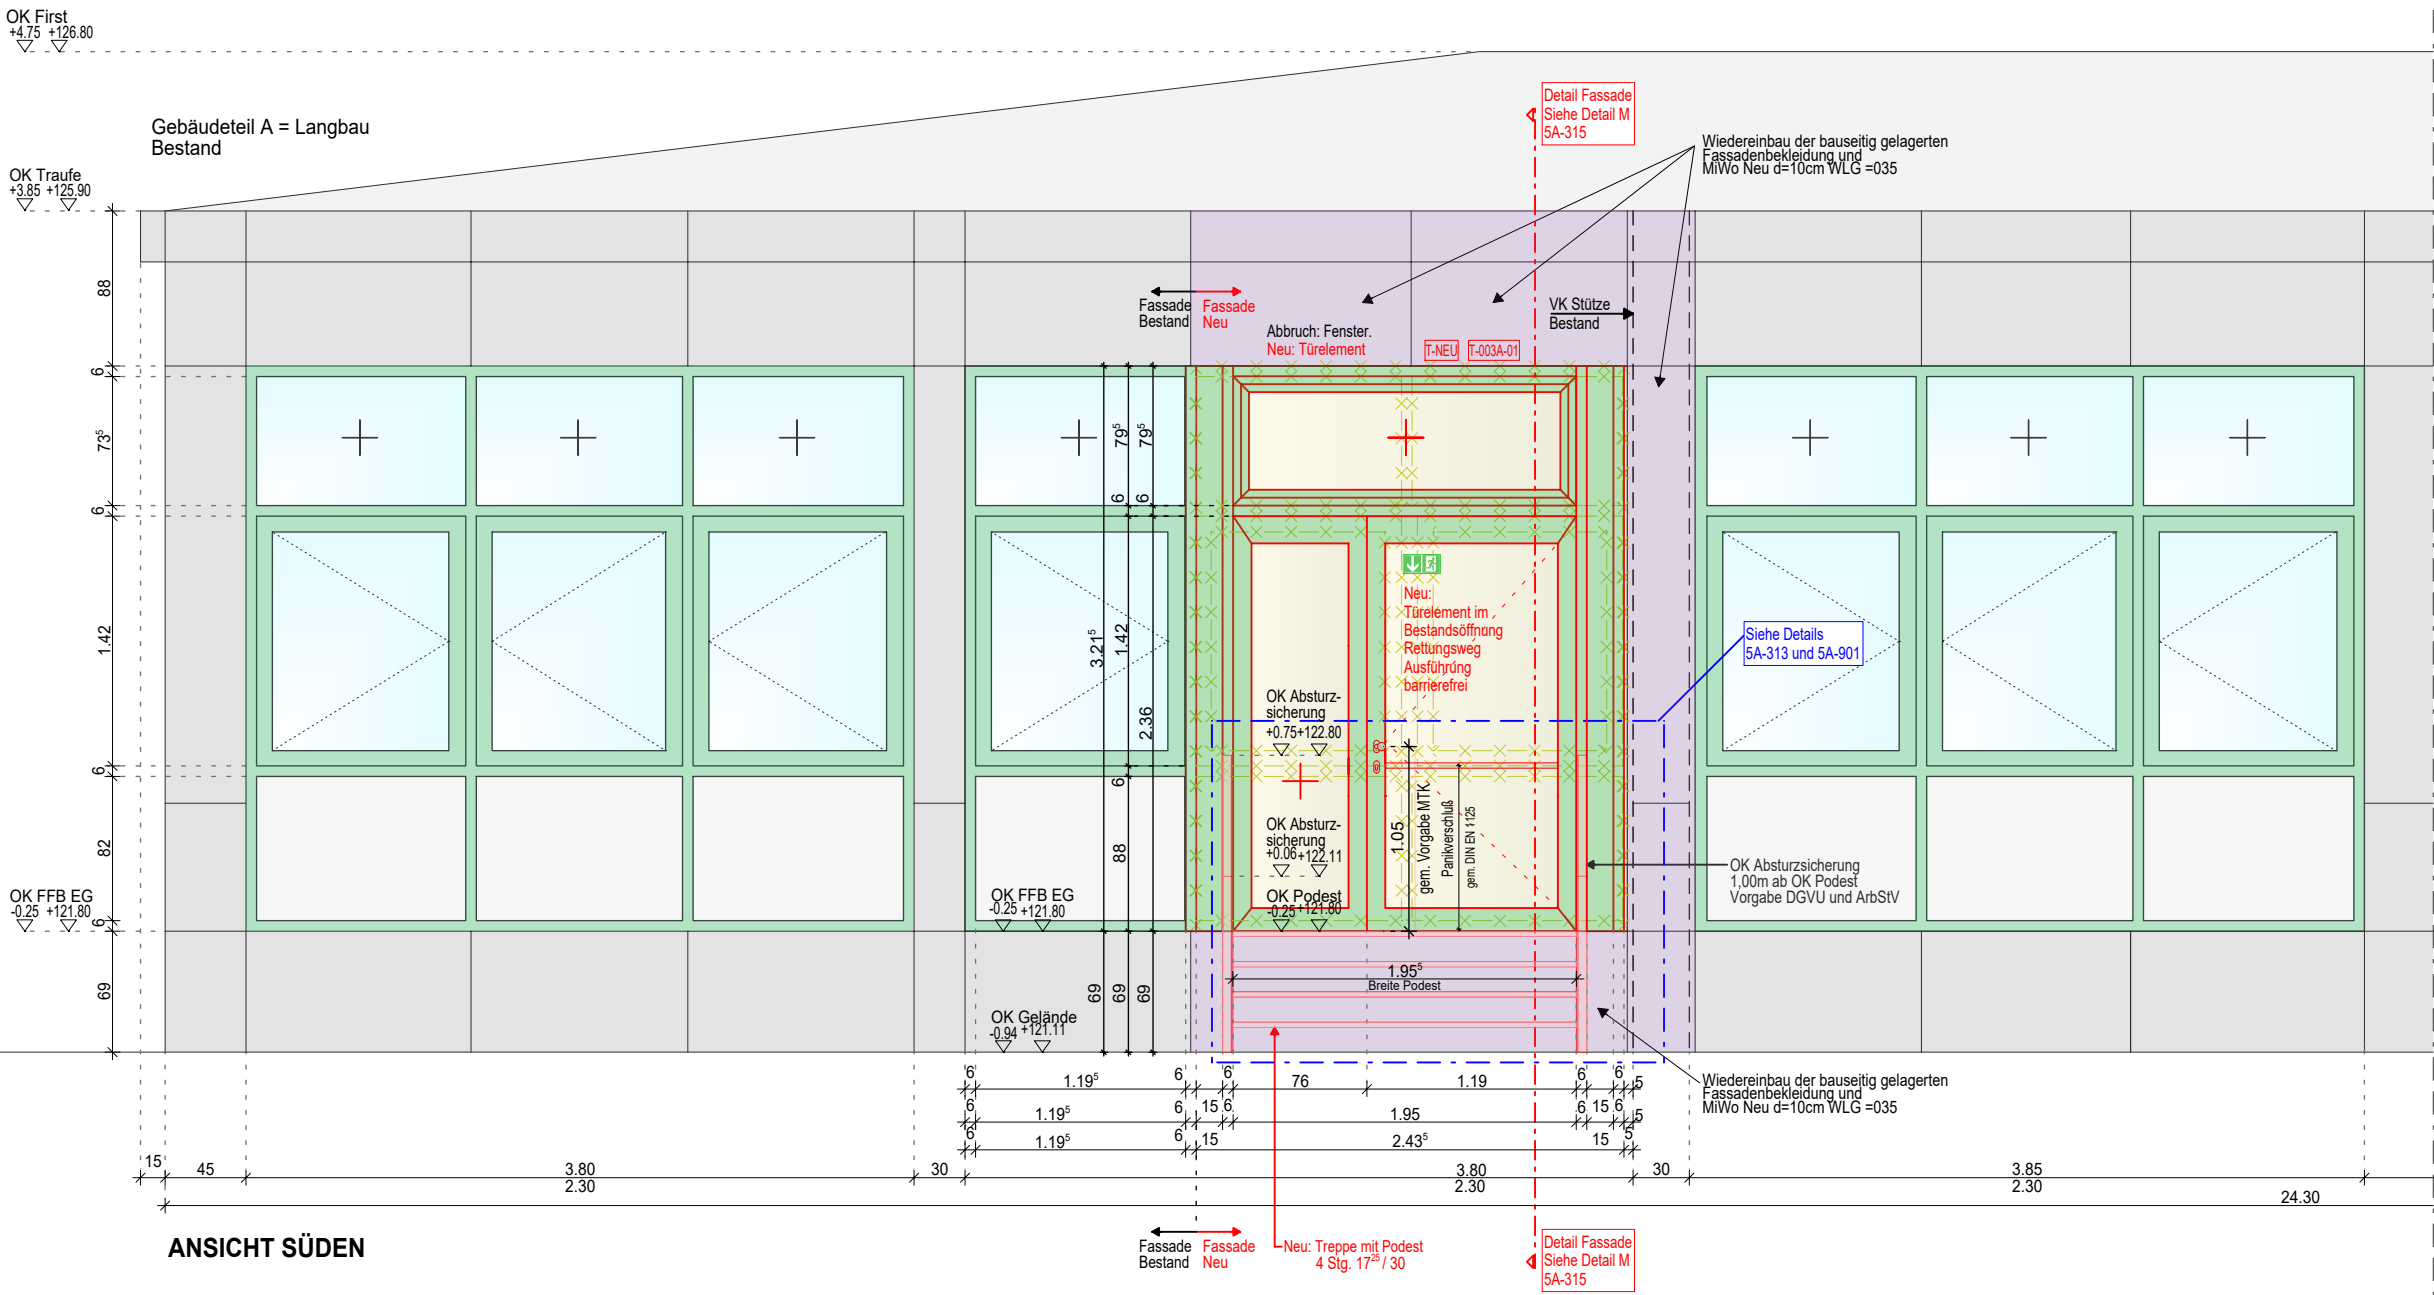 OK First
+4.75 +126.80
Gebäudeteil A = Langbau
Bestand
OK Traufe
+3.85 +125.90
Detail Fassade
Siehe Detail M
5A-315
Wiedereinbau der bauseitig gelagerten
Fassadenbekleidung und
MiWo Neu d=10cm WLG =035
Fassade
Bestand
Fassade
Neu
Abbruch: Fenster.
Neu: Türelement
T-NEU
T-003A-01
VK Stütze
Bestand
88
6
73⁵
6
1.42
6
82
6
69
79⁵
79⁵
6
6
3.21⁵
1.42
2.36
6
88
69
69
69
Neu:
Türelement im
Bestandsöffnung
Rettungsweg
Ausführung
barrierefrei
Siehe Details
5A-313 und 5A-901
OK Absturz-
sicherung
+0.75 +122.80
OK Absturz-
sicherung
+0.06 +122.11
OK Podest
-0.25 +121.80
1.05
gem. Vorgabe MTK
Panikverschluß
gem. DIN EN 1125
OK Absturzsicherung
1,00m ab OK Podest
Vorgabe DGVU und ArbStV
OK FFB EG
-0.25 +121.80
OK FFB EG
-0.25 +121.80
1.95⁵
Breite Podest
OK Gelände
-0.94 +121.11
Wiedereinbau der bauseitig gelagerten
Fassadenbekleidung und
MiWo Neu d=10cm WLG =035
6 1.19⁵ 6 6 76 1.19 6 6 5
6 1.19⁵ 6 15 6 1.95 6 15 6 5
6 1.19⁵ 6 15 2.43⁵ 15 5
15 45 3.80 30 3.80 30 3.85
2.30 2.30 2.30
24.30
ANSICHT SÜDEN
Fassade
Bestand
Fassade
Neu
Neu: Treppe mit Podest
4 Stg. 17²⁵ / 30
Detail Fassade
Siehe Detail M
5A-315